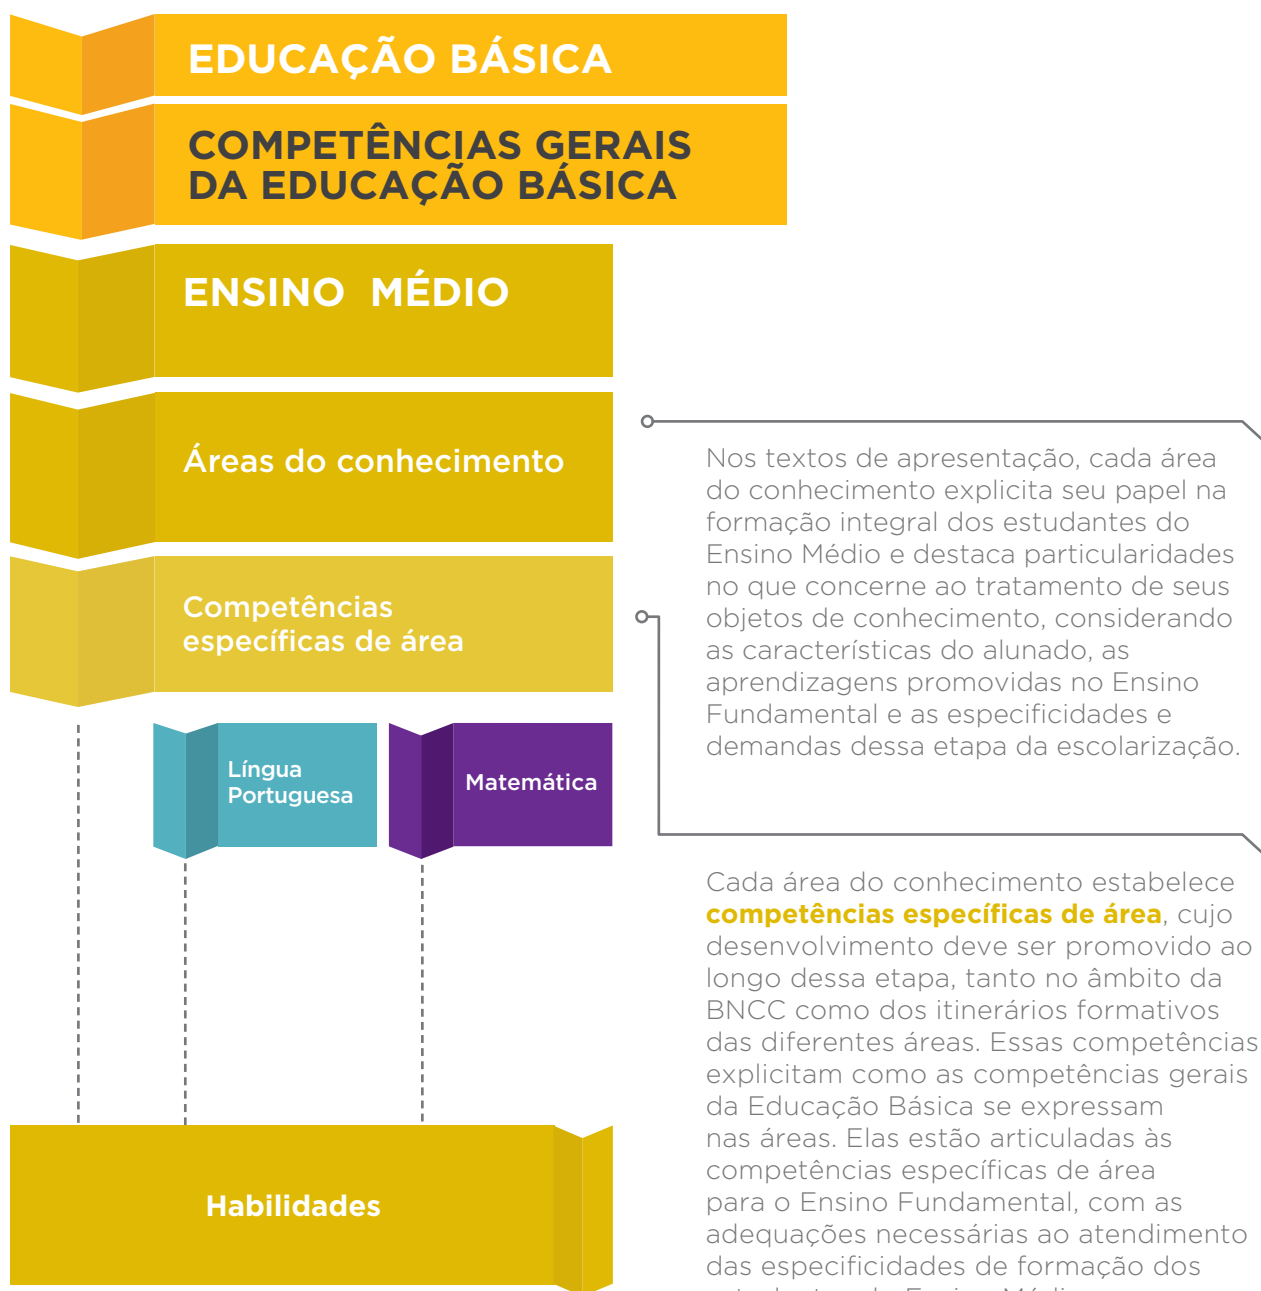 EDUCAÇÃO BÁSICA
COMPETÊNCIAS GERAIS
DA EDUCAÇÃO BÁSICA
ENSINO MÉDIO
Áreas do conhecimento
Competências
específicas de área
Língua
Portuguesa
Matemática
Habilidades
Nos textos de apresentação, cada área
do conhecimento explicita seu papel na
formação integral dos estudantes do
Ensino Médio e destaca particularidades
no que concerne ao tratamento de seus
objetos de conhecimento, considerando
as características do alunado, as
aprendizagens promovidas no Ensino
Fundamental e as especificidades e
demandas dessa etapa da escolarização.
Cada área do conhecimento estabelece
competências específicas de área, cujo
desenvolvimento deve ser promovido ao
longo dessa etapa, tanto no âmbito da
BNCC como dos itinerários formativos
das diferentes áreas. Essas competências
explicitam como as competências gerais
da Educação Básica se expressam
nas áreas. Elas estão articuladas às
competências específicas de área
para o Ensino Fundamental, com as
adequações necessárias ao atendimento
das especificidades de formação dos